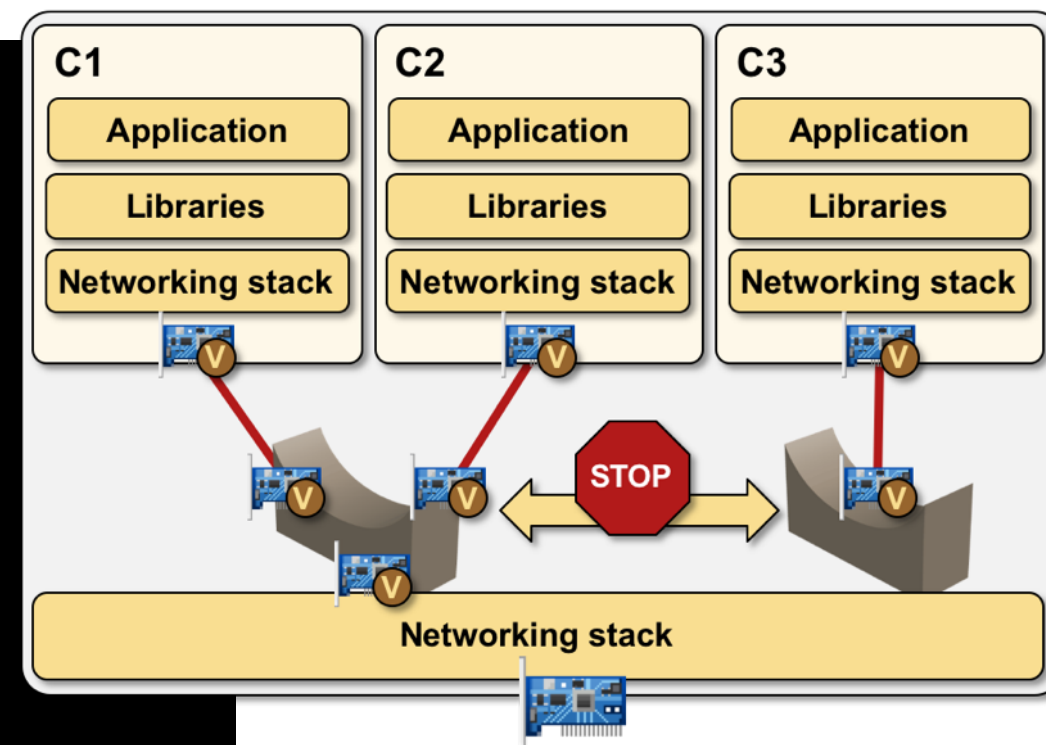 C1
C2
C3
Application
Application
Application
Libraries
Libraries
Libraries
Networking stack
Networking stack
Networking stack
V
V
V
STOP
V
V
V
V
Networking stack